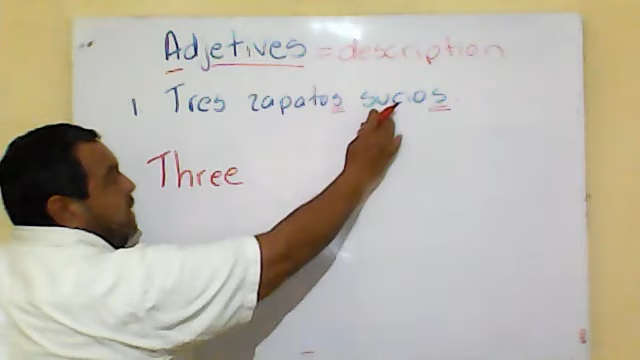 Adjetives = description
1 Tres zapatos sucios
Three